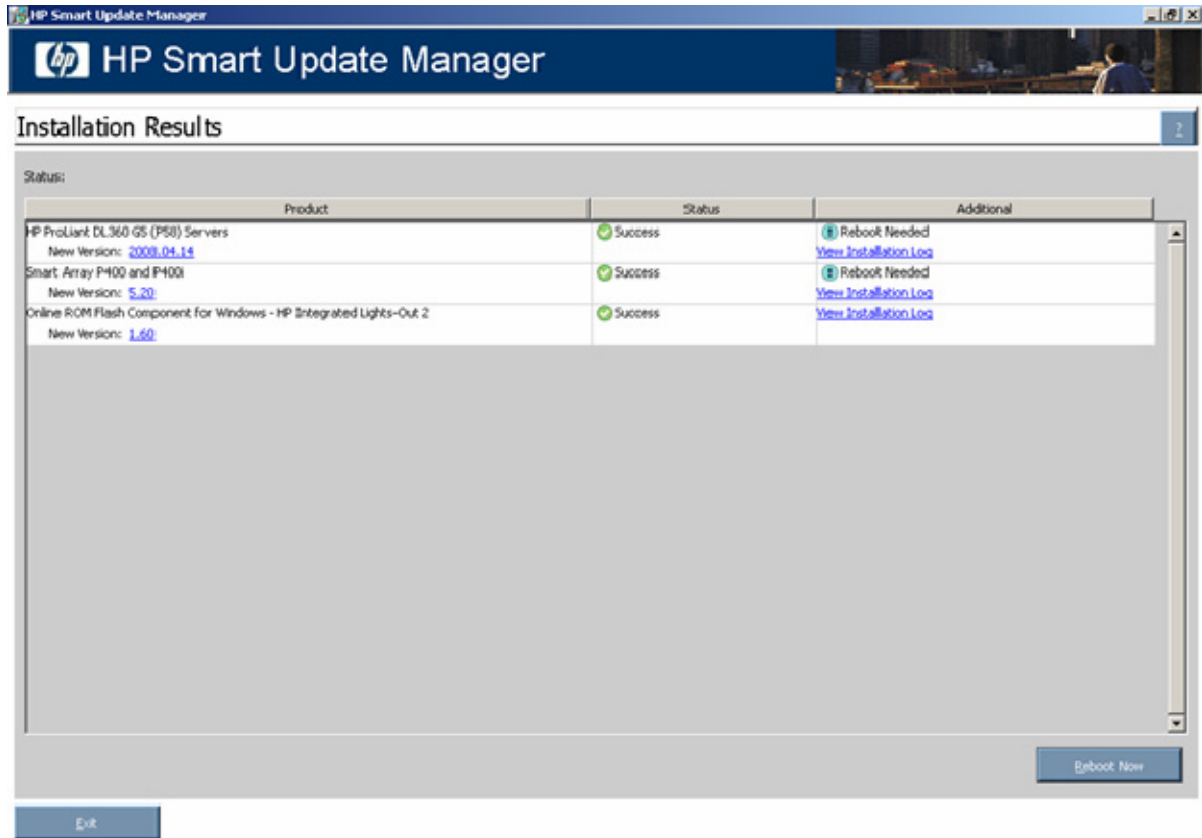 HP Smart Update Manager
hp HP Smart Update Manager
Installation Results
?
Status:
Product Status Additional
HP ProLiant DL360 G5 (P58) Servers Success Reboot Needed
New Version: 2008.04.14 View Installation Log
Smart Array P400 and P400i Success Reboot Needed
New Version: 5.20 View Installation Log
Online ROM Flash Component for Windows - HP Integrated Lights-Out 2 Success View Installation Log
New Version: 1.60
Reboot Now
Exit